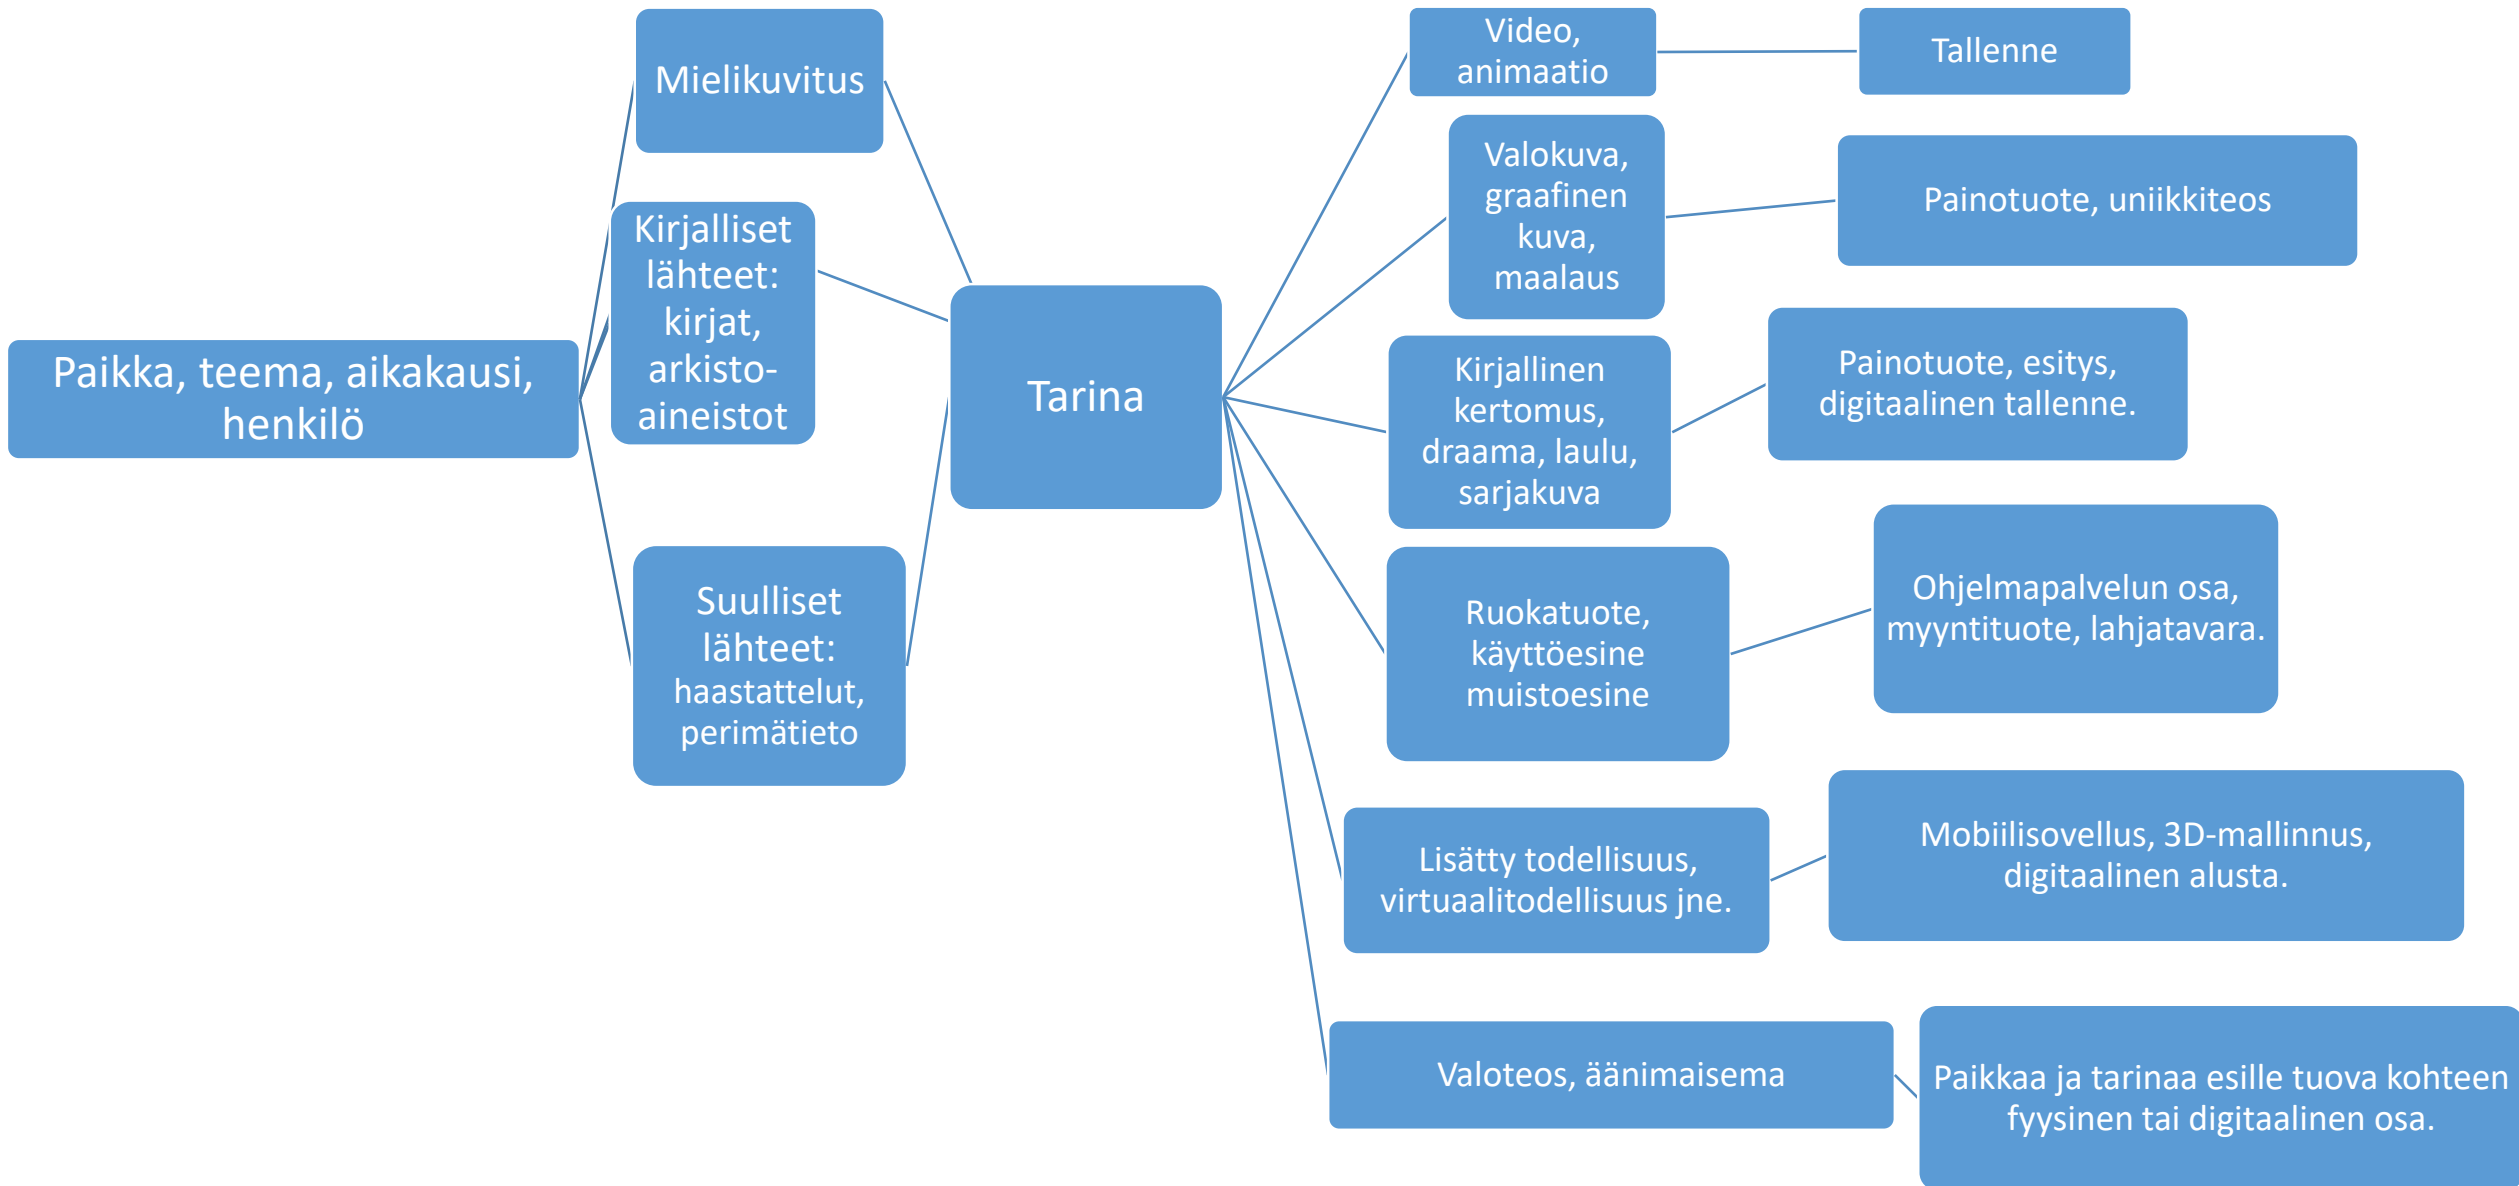 Paikka, teema, aikakausi,
henkilö
Mielikuvitus
Kirjalliset
lähteet:
kirjat,
arkisto-
aineistot
Suulliset
lähteet:
haastattelut,
perimätieto
Tarina
Video,
animaatio
Tallenne
Valokuva,
graafinen
kuva,
maalaus
Painotuote, uniikkiteos
Kirjallinen
kertomus,
draama, laulu,
sarjakuva
Painotuote, esitys,
digitaalinen tallenne.
Ruokatuote,
käyttöesine
muistoesine
Ohjelmapalvelun osa,
myyntituote, lahjatavara.
Lisätty todellisuus,
virtuaalitodellisuus jne.
Mobiilisovellus, 3D-mallinnus,
digitaalinen alusta.
Valoteos, äänimaisema
Paikkaa ja tarinaa esille tuova kohteen
fyysinen tai digitaalinen osa.